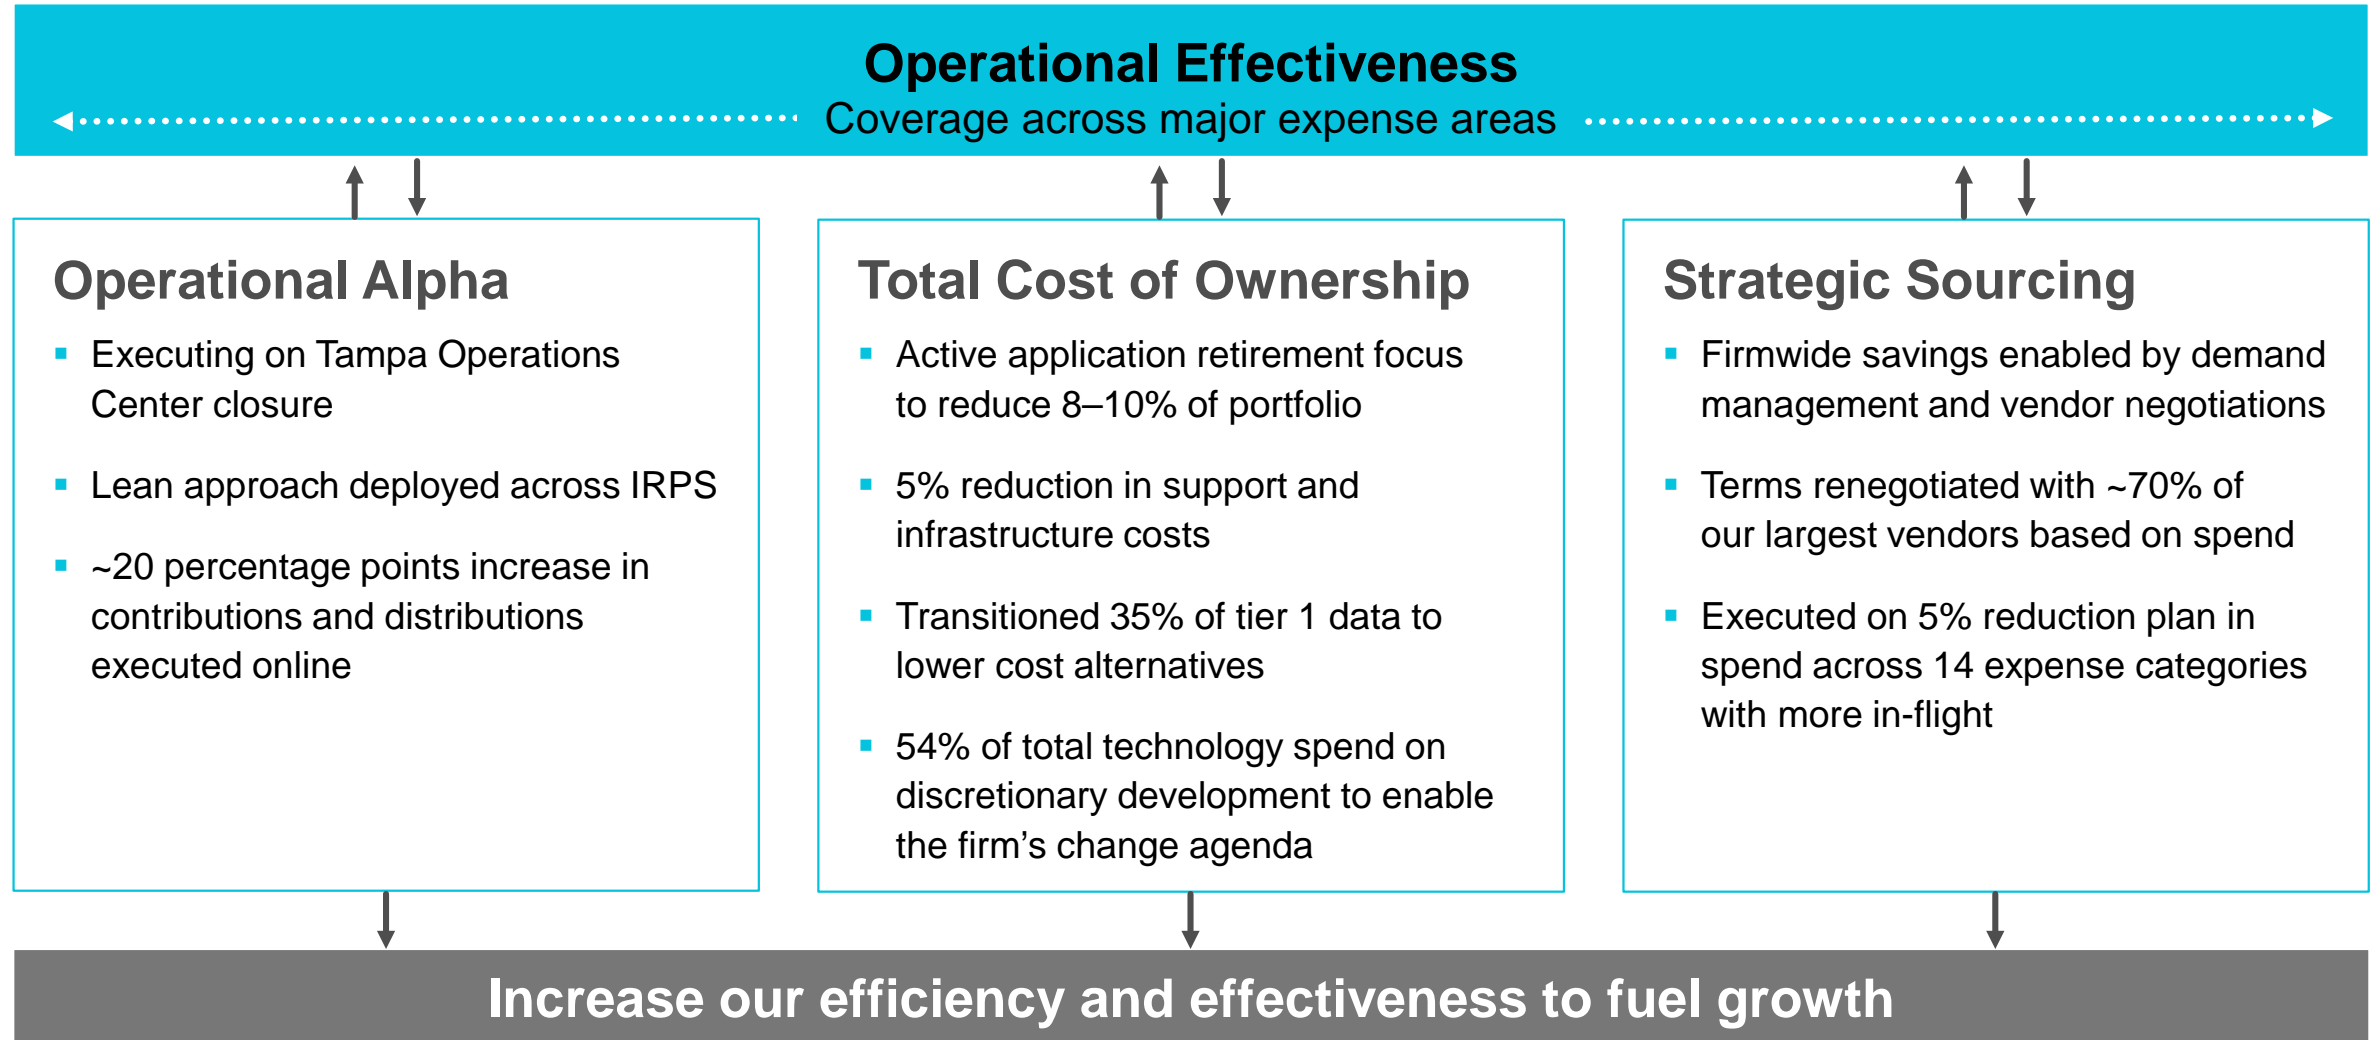 Operational Effectiveness
Coverage across major expense areas
Operational Alpha
▪ Executing on Tampa Operations
Center closure
▪ Lean approach deployed across IRPS
▪ ~20 percentage points increase in
contributions and distributions
executed online
Total Cost of Ownership
▪ Active application retirement focus
to reduce 8–10% of portfolio
▪ 5% reduction in support and
infrastructure costs
▪ Transitioned 35% of tier 1 data to
lower cost alternatives
▪ 54% of total technology spend on
discretionary development to enable
the firm’s change agenda
Strategic Sourcing
▪ Firmwide savings enabled by demand
management and vendor negotiations
▪ Terms renegotiated with ~70% of
our largest vendors based on spend
▪ Executed on 5% reduction plan in
spend across 14 expense categories
with more in-flight
Increase our efficiency and effectiveness to fuel growth